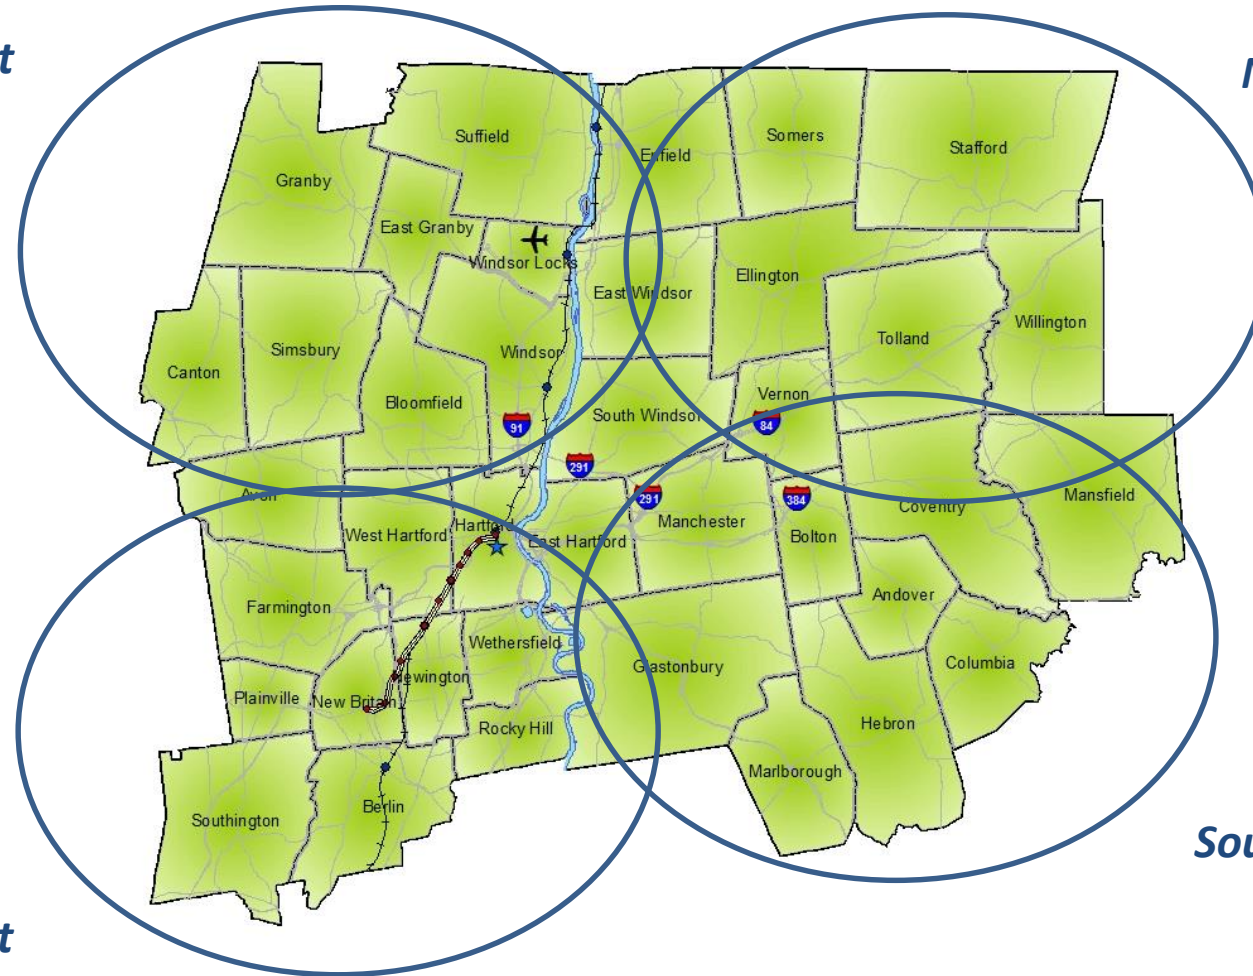 t
N
Suffield
Somers
Enfield
Stafford
Granby
East Granby
Windsor Locks
Ellington
East Windsor
Willington
Tolland
Simsbury
Windsor
Canton
Vernon
Bloomfield
South Windsor
91
84
291
Avon
291
384
Mansfield
Coventry
Hartford
Manchester
West Hartford
East Hartford
Bolton
Andover
Farmington
Wethersfield
Columbia
Glastonbury
Newington
Plainville
New Britain
Hebron
Rocky Hill
Marlborough
Berlin
Southington
Sou
t